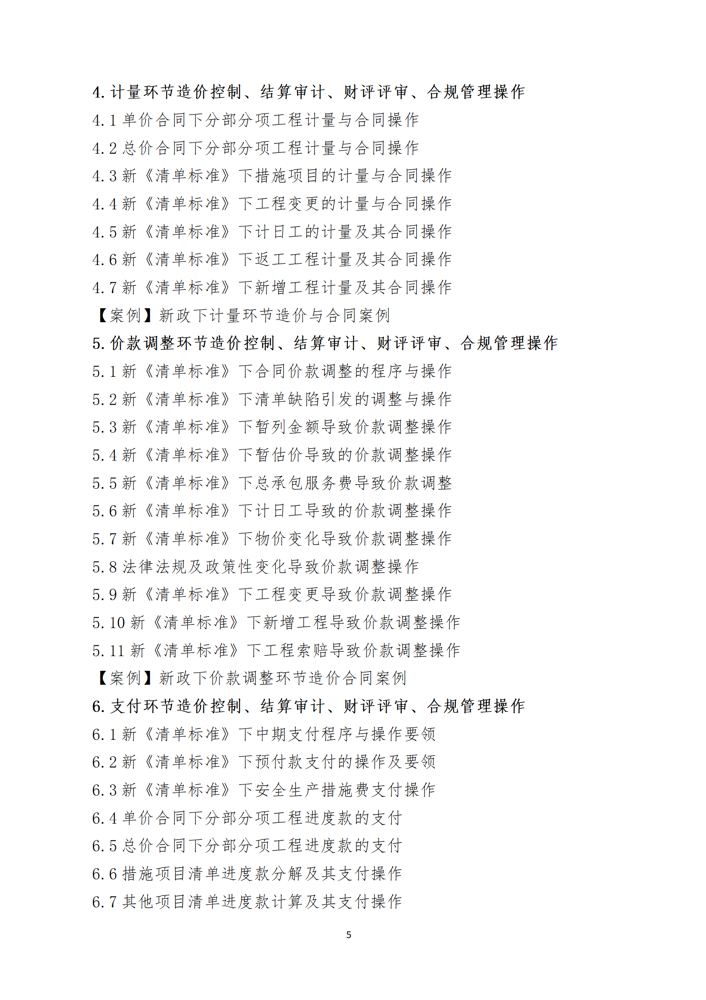 4.计量环节造价控制、结算审计、财评评审、合规管理操作
4.1 单价合同下分部分项工程计量与合同操作
4.2 总价合同下分部分项工程计量与合同操作
4.3 新《清单标准》下措施项目的计量与合同操作
4.4 新《清单标准》下工程变更的计量与合同操作
4.5 新《清单标准》下计日工的计量及其合同操作
4.6 新《清单标准》下返工工程计量及其合同操作
4.7 新《清单标准》下新增工程计量及其合同操作
【案例】新政下计量环节造价与合同案例
5.价款调整环节造价控制、结算审计、财评评审、合规管理操作
5.1 新《清单标准》下合同价款调整的程序与操作
5.2 新《清单标准》下清单缺陷引发的调整与操作
5.3 新《清单标准》下暂列金额导致价款调整操作
5.4 新《清单标准》下暂估价导致的价款调整操作
5.5 新《清单标准》下总承包服务费导致价款调整
5.6 新《清单标准》下计日工导致的价款调整操作
5.7 新《清单标准》下物价变化导致价款调整操作
5.8 法律法规及政策性变化导致价款调整操作
5.9 新《清单标准》下工程变更导致价款调整操作
5.10 新《清单标准》下新增工程导致价款调整操作
5.11 新《清单标准》下工程索赔导致价款调整操作
【案例】新政下价款调整环节造价合同案例
6.支付环节造价控制、结算审计、财评评审、合规管理操作
6.1 新《清单标准》下中期支付程序与操作要领
6.2 新《清单标准》下预付款支付的操作及要领
6.3 新《清单标准》下安全生产措施费支付操作
6.4 单价合同下分部分项工程进度款的支付
6.5 总价合同下分部分项工程进度款的支付
6.6 措施项目清单进度款分解及其支付操作
6.7 其他项目清单进度款计算及其支付操作
5